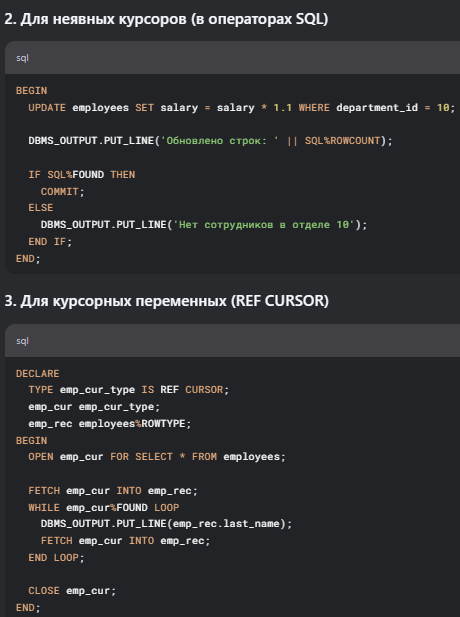 2. Для неявных курсоров (в операторах SQL)
sql
BEGIN
  UPDATE employees SET salary = salary * 1.1 WHERE department_id = 10;

  DBMS_OUTPUT.PUT_LINE('Обновлено строк: ' || SQL%ROWCOUNT);

  IF SQL%FOUND THEN
    COMMIT;
  ELSE
    DBMS_OUTPUT.PUT_LINE('Нет сотрудников в отделе 10');
  END IF;
END;
3. Для курсорных переменных (REF CURSOR)
sql
DECLARE
  TYPE emp_cur_type IS REF CURSOR;
  emp_cur emp_cur_type;
  emp_rec employees%ROWTYPE;
BEGIN
  OPEN emp_cur FOR SELECT * FROM employees;

  FETCH emp_cur INTO emp_rec;
  WHILE emp_cur%FOUND LOOP
    DBMS_OUTPUT.PUT_LINE(emp_rec.last_name);
    FETCH emp_cur INTO emp_rec;
  END LOOP;

  CLOSE emp_cur;
END;